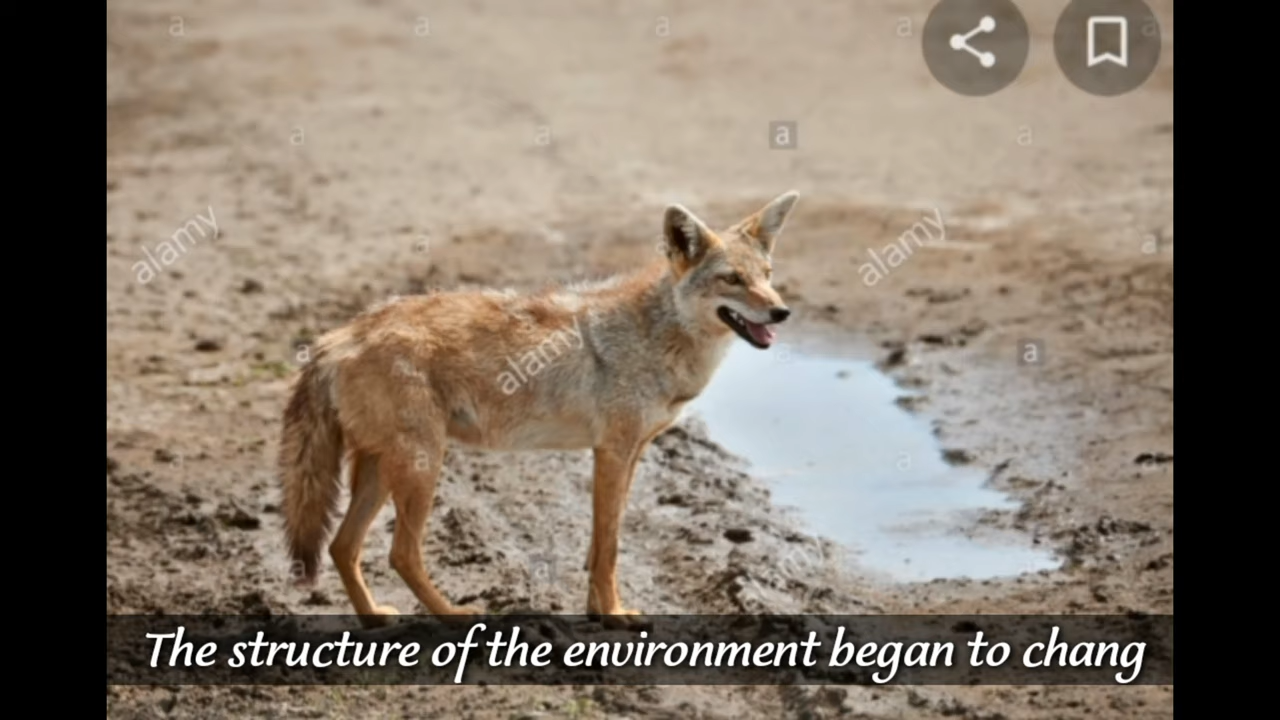 a a a a a
a a a a
alamy alamy
a a
a a
alamy
a a
a a
The structure of the environment began to chang